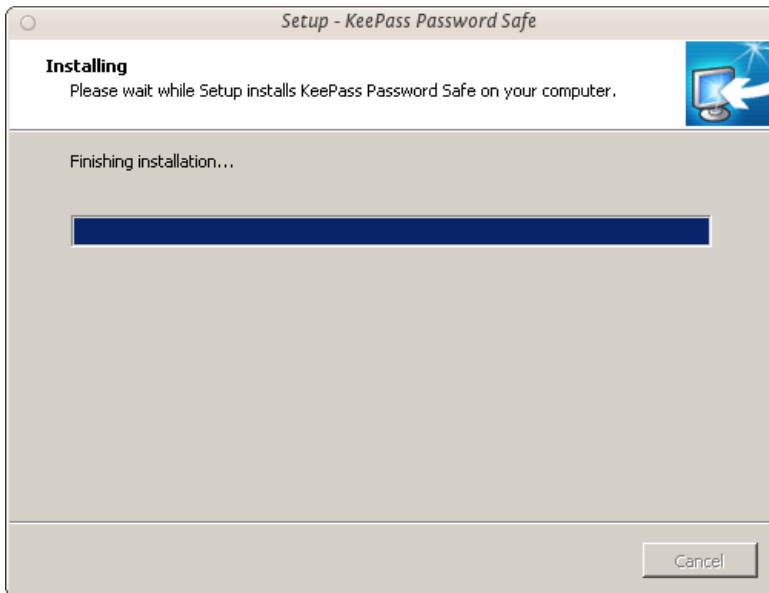 Setup - KeePass Password Safe
Installing
Please wait while Setup installs KeePass Password Safe on your computer.
Finishing installation...
Cancel